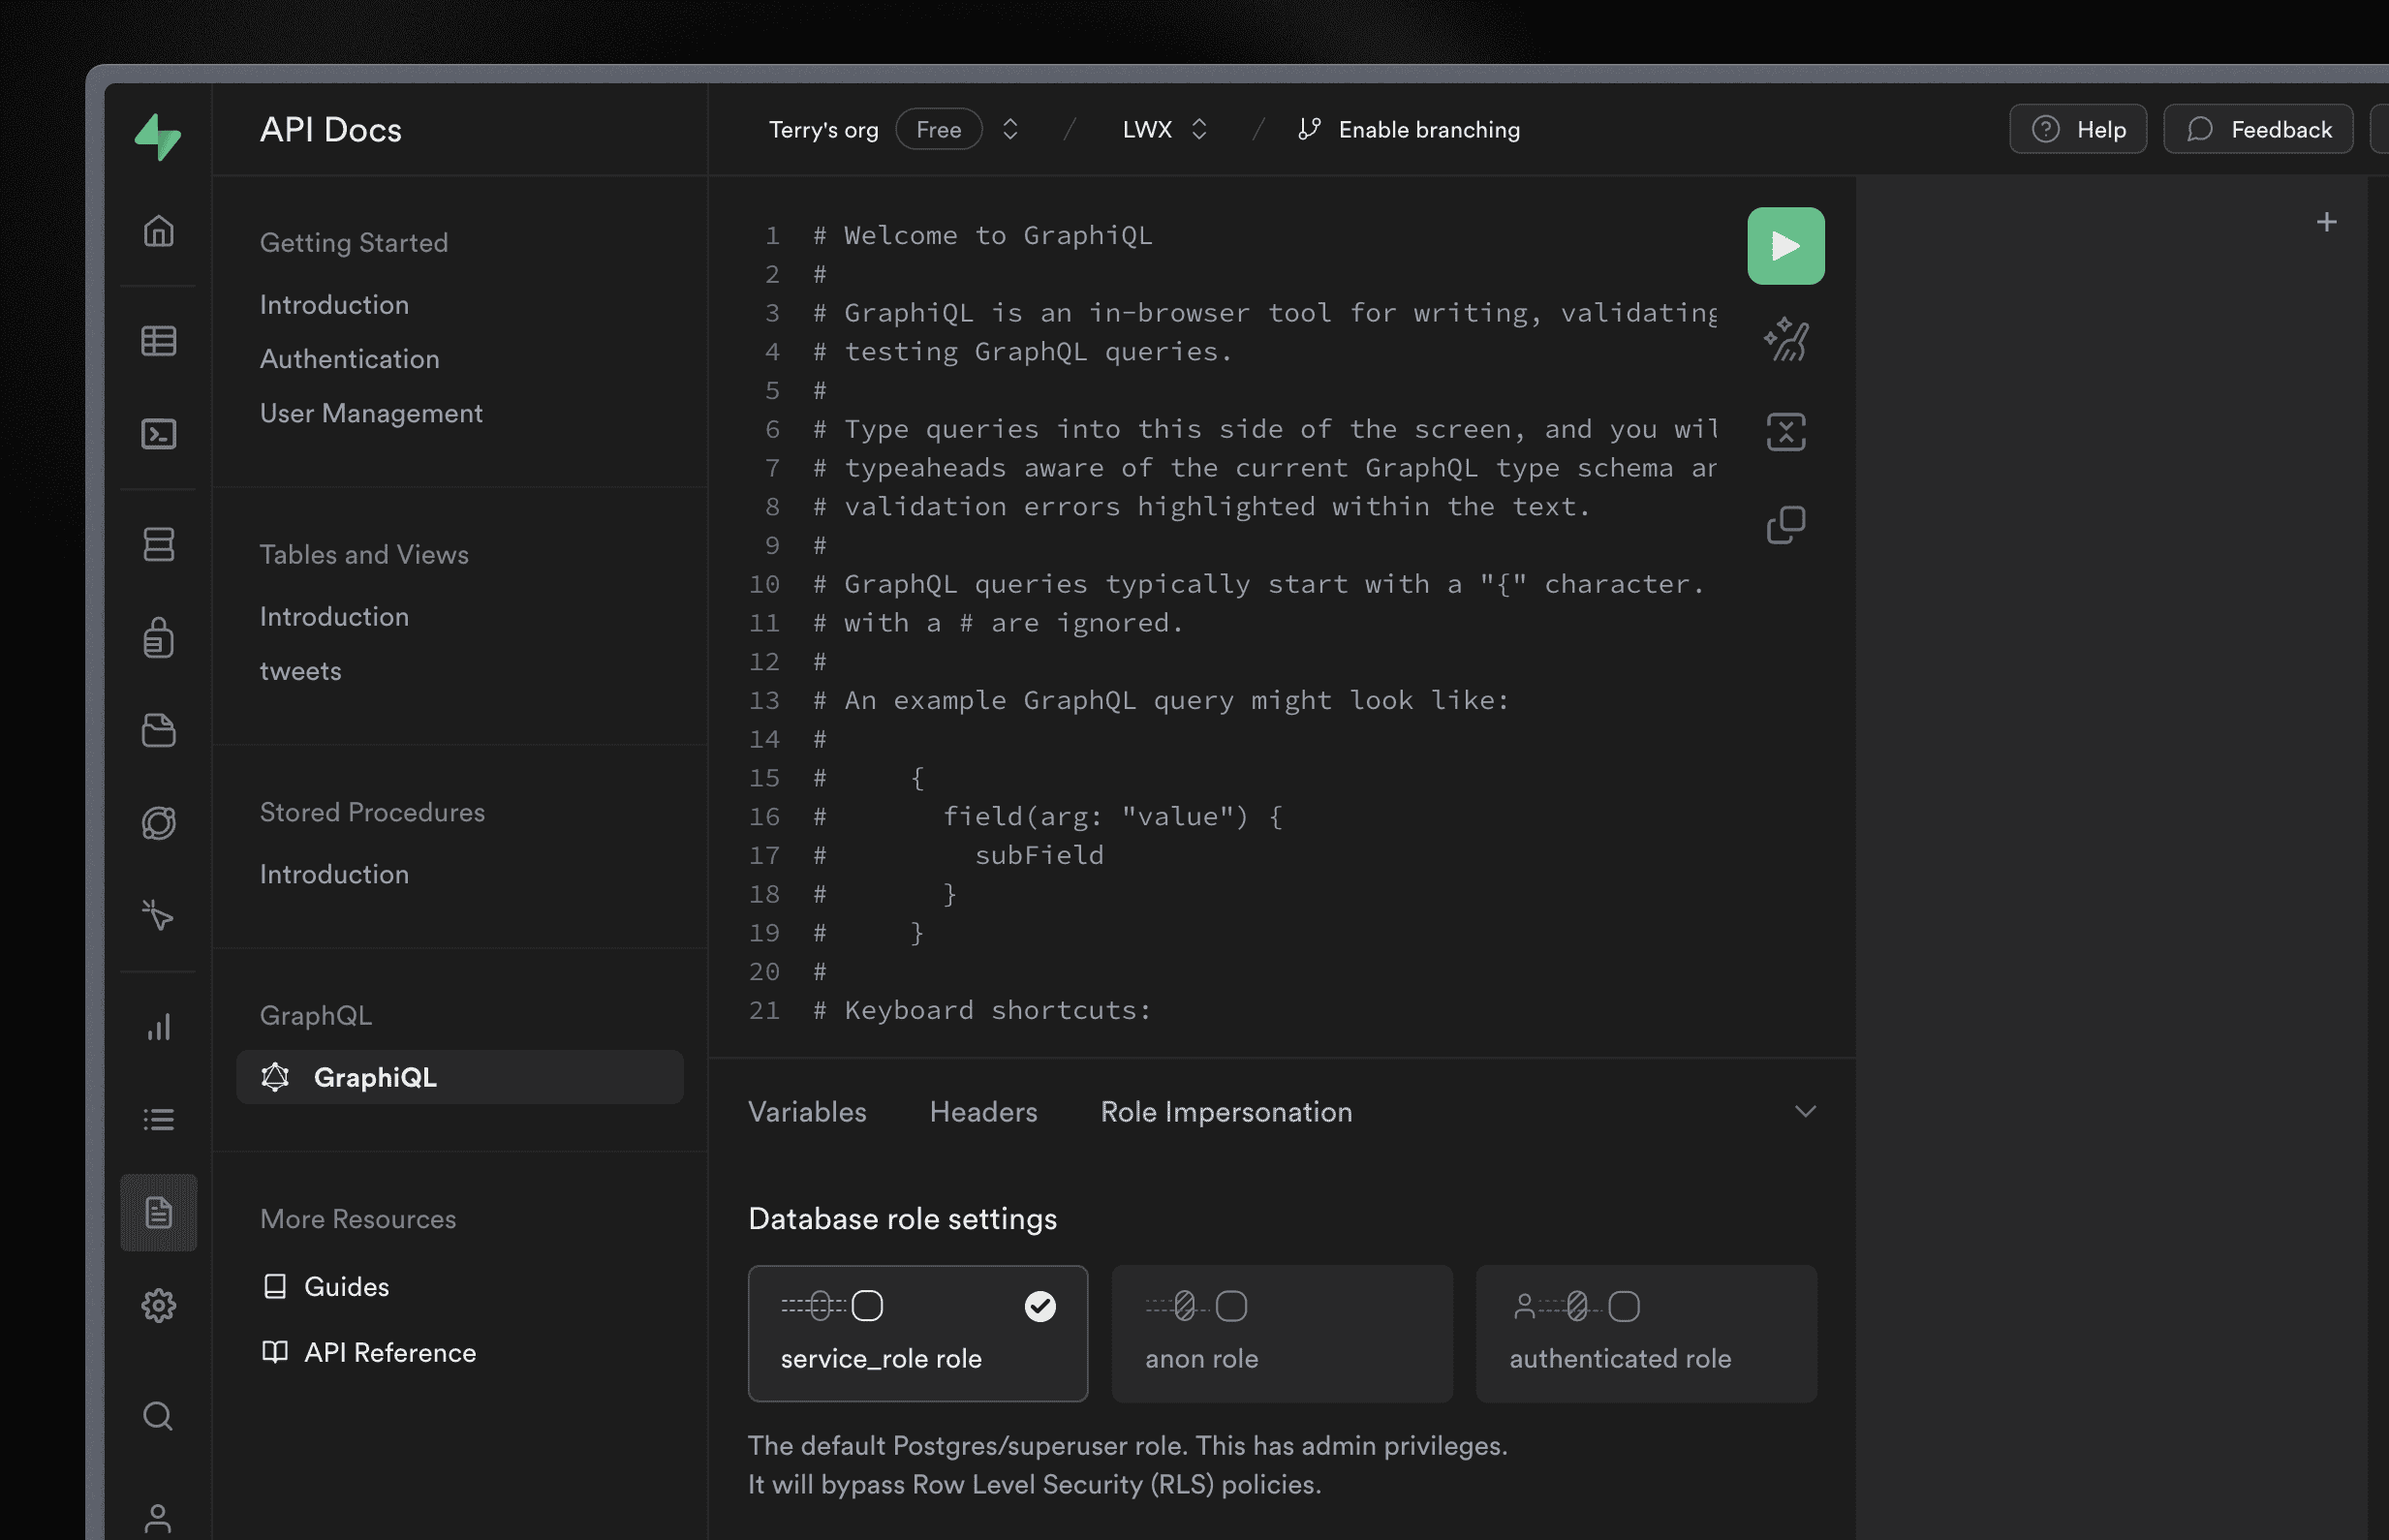 API Docs
Terry's org Free / LWX / Enable branching
Help
Feedback
Getting Started
Introduction
Authentication
User Management
Tables and Views
Introduction
tweets
Stored Procedures
Introduction
GraphQL
GraphiQL
More Resources
Guides
API Reference
1 # Welcome to GraphiQL
2 #
3 # GraphiQL is an in-browser tool for writing, validating
4 # testing GraphQL queries.
5 #
6 # Type queries into this side of the screen, and you wil
7 # typeaheads aware of the current GraphQL type schema an
8 # validation errors highlighted within the text.
9 #
10 # GraphQL queries typically start with a "{" character.
11 # with a # are ignored.
12 #
13 # An example GraphQL query might look like:
14 #
15 #     {
16 #       field(arg: "value") {
17 #         subField
18 #       }
19 #     }
20 #
21 # Keyboard shortcuts:
Variables Headers Role Impersonation
Database role settings
service_role role
anon role
authenticated role
The default Postgres/superuser role. This has admin privileges.
It will bypass Row Level Security (RLS) policies.